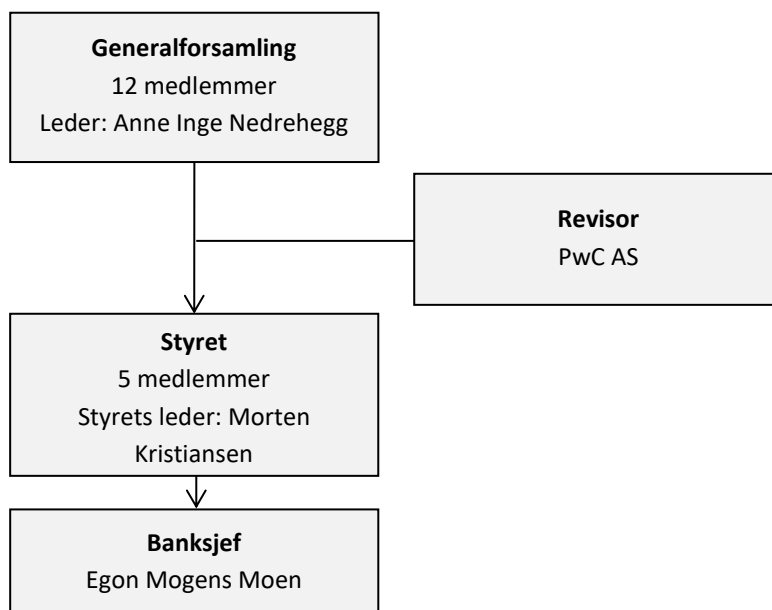 Generalforsamling
12 medlemmer
Leder: Anne Inge Nedrehegg
Revisor
PwC AS
Styret
5 medlemmer
Styrets leder: Morten
Kristiansen
Banksjef
Egon Mogens Moen